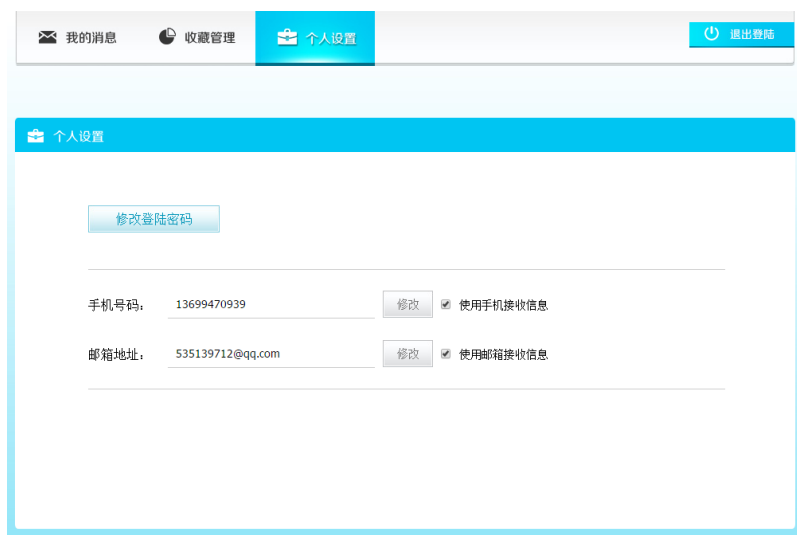 我的消息 收藏管理 个人设置 退出登陆
个人设置
修改登陆密码
手机号码： 13699470939 修改 使用手机接收信息
邮箱地址： 535139712@qq.com 修改 使用邮箱接收信息